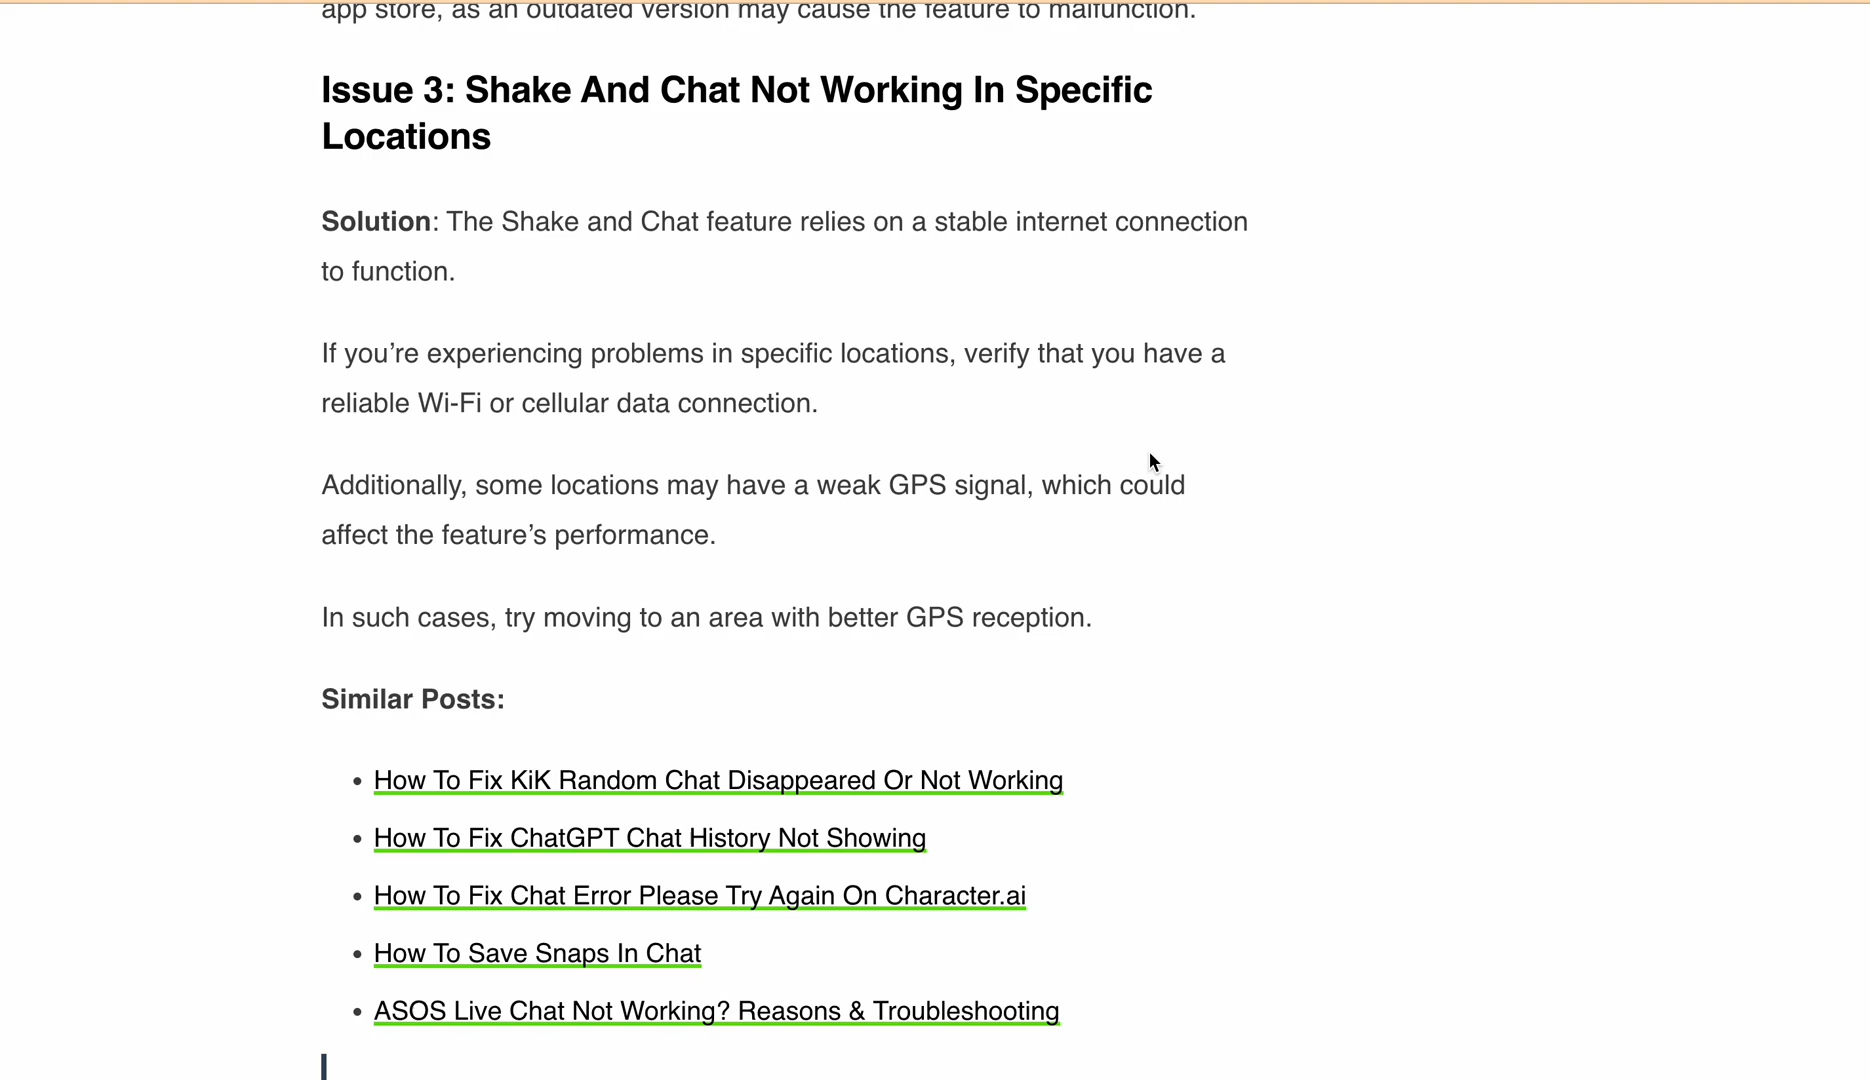 app store, as an outdated version may cause the feature to malfunction.
Issue 3: Shake And Chat Not Working In Specific
Locations
Solution: The Shake and Chat feature relies on a stable internet connection
to function.
If you’re experiencing problems in specific locations, verify that you have a
reliable Wi-Fi or cellular data connection.
Additionally, some locations may have a weak GPS signal, which could
affect the feature’s performance.
In such cases, try moving to an area with better GPS reception.
Similar Posts:
• How To Fix KiK Random Chat Disappeared Or Not Working
• How To Fix ChatGPT Chat History Not Showing
• How To Fix Chat Error Please Try Again On Character.ai
• How To Save Snaps In Chat
• ASOS Live Chat Not Working? Reasons & Troubleshooting